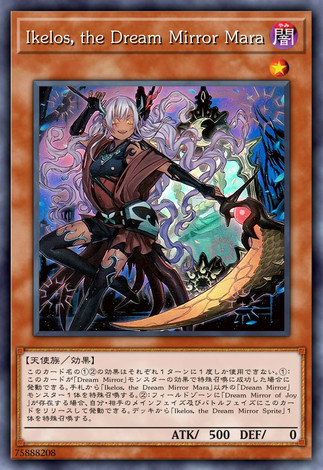 Ikelos, the Dream Mirror Mara
闇
やみ
【天使族／効果】
このカード名の①②の効果はそれぞれ１ターンに１度しか使用できない。①：
このカードが「Dream Mirror」モンスターの効果で特殊召喚に成功した場合に
発動できる。手札から「Ikelos, the Dream Mirror Mara」以外の「Dream Mirror」
モンスター１体を特殊召喚する。②：フィールドゾーンに「Dream Mirror of Joy
」が存在する場合、自分・相手のメインフェイズ及びバトルフェイズにこのカー
ドをリリースして発動できる。デッキから「Ikelos, the Dream Mirror Sprite」１
体を特殊召喚する。
ATK/ 500 DEF/ 0
75888208